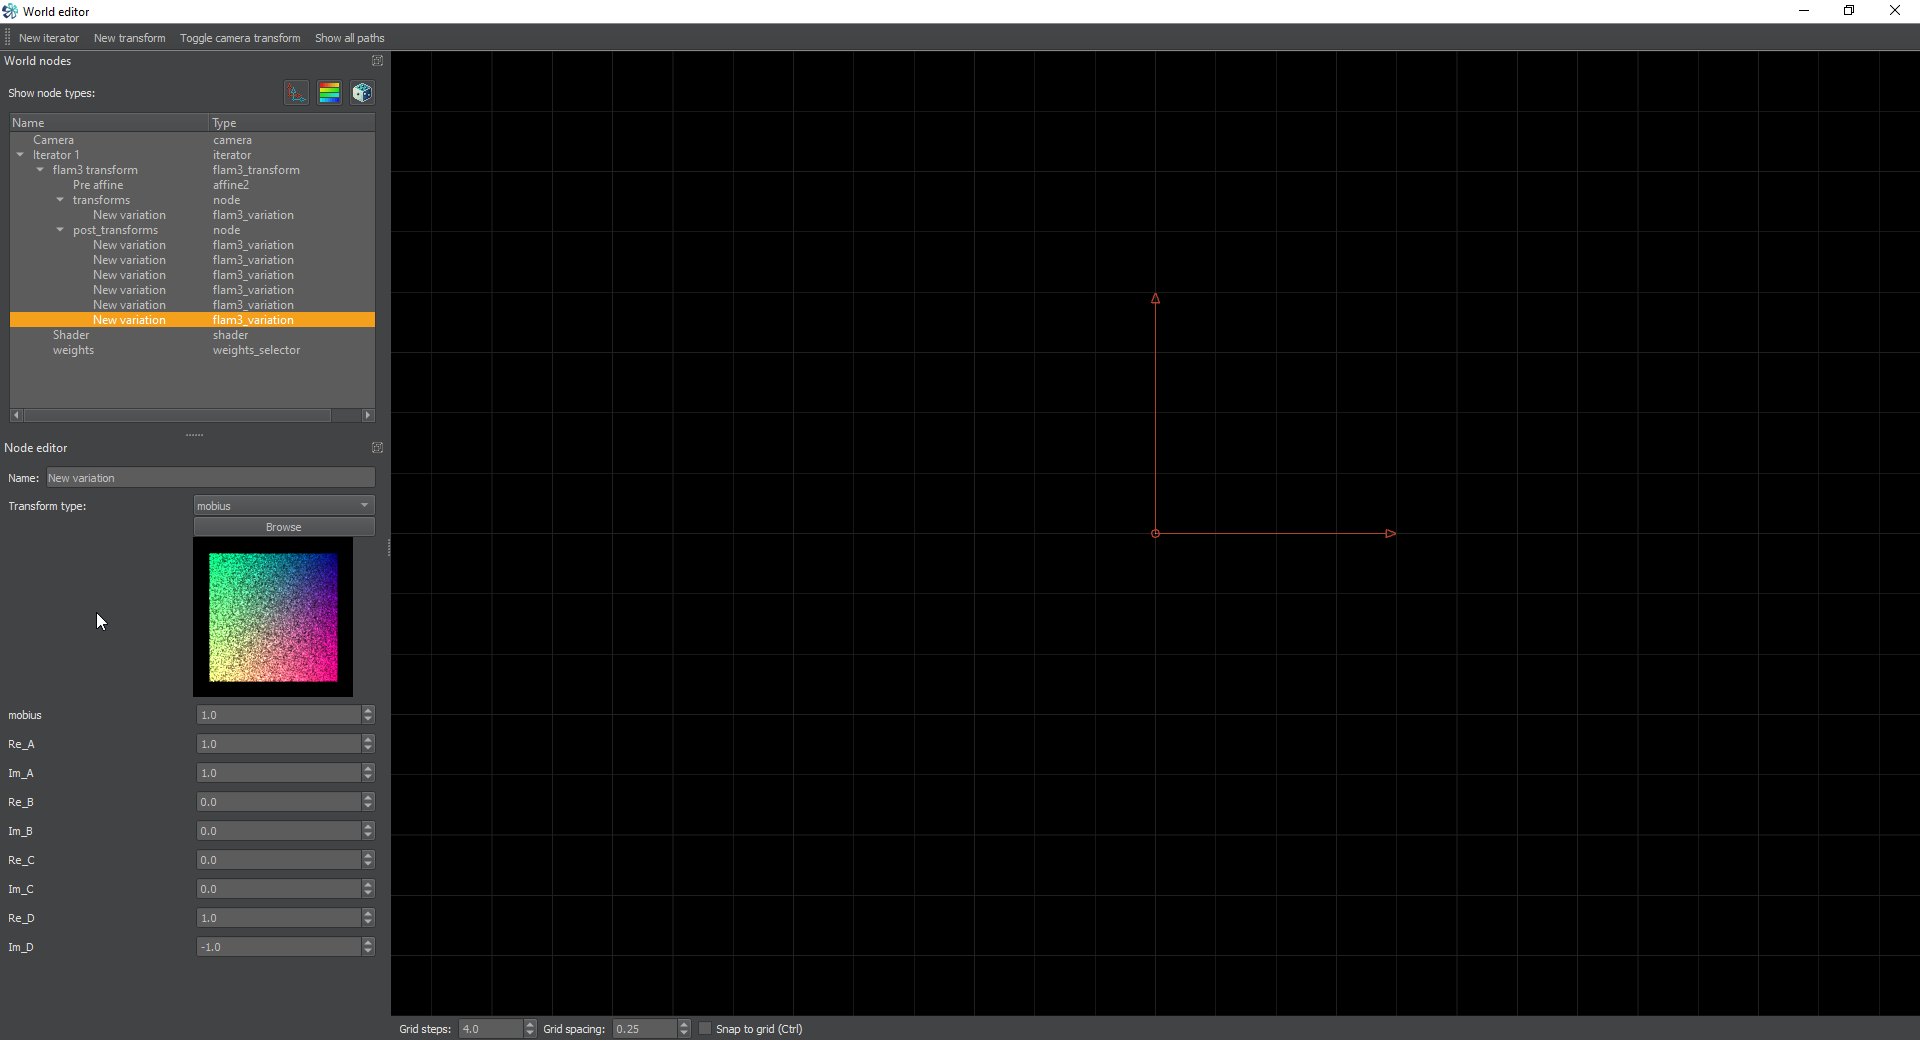 World editor
New iterator New transform Toggle camera transform Show all paths
World nodes
Show node types:
Name Type
Camera camera
Iterator 1 iterator
flam3 transform flam3_transform
Pre affine affine2
transforms node
New variation flam3_variation
post_transforms node
New variation flam3_variation
New variation flam3_variation
New variation flam3_variation
New variation flam3_variation
New variation flam3_variation
New variation flam3_variation
Shader shader
weights weights_selector
Node editor
Name: New variation
Transform type: mobius
Browse
mobius 1.0
Re_A 1.0
Im_A 1.0
Re_B 0.0
Im_B 0.0
Re_C 0.0
Im_C 0.0
Re_D 1.0
Im_D -1.0
Grid steps: 4.0 Grid spacing: 0.25 Snap to grid (Ctrl)